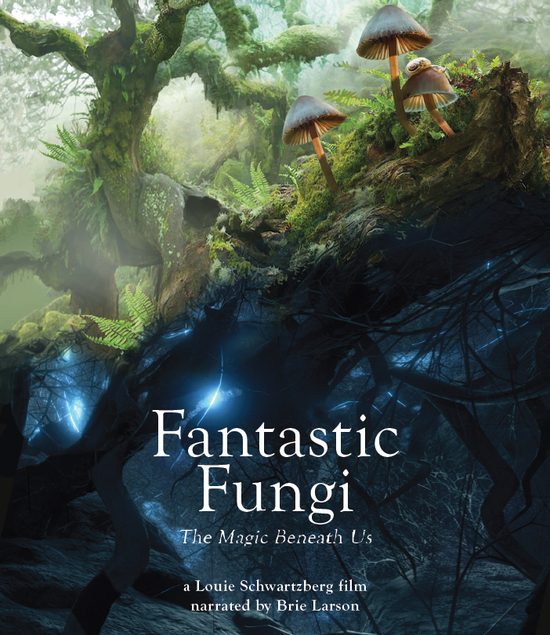 Fantastic
Fungi
The Magic Beneath Us
a Louie Schwartzberg film
narrated by Brie Larson